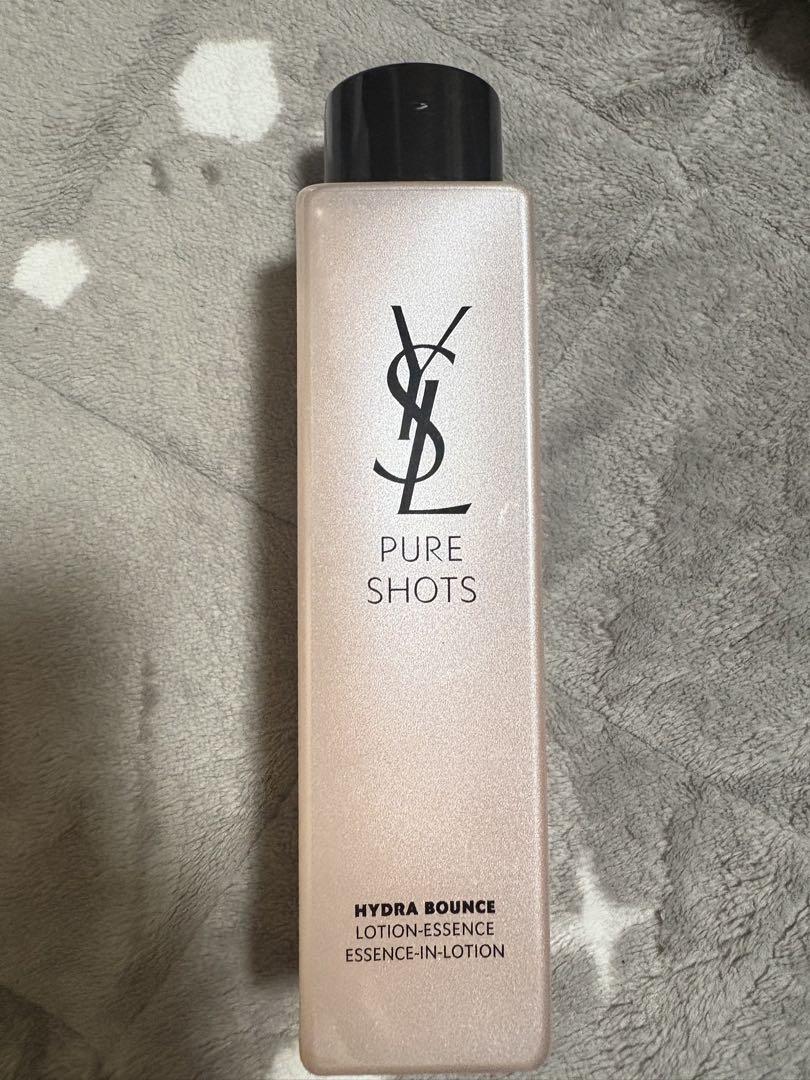 YSL
PURE
SHOTS
HYDRA BOUNCE
LOTION-ESSENCE
ESSENCE-IN-LOTION